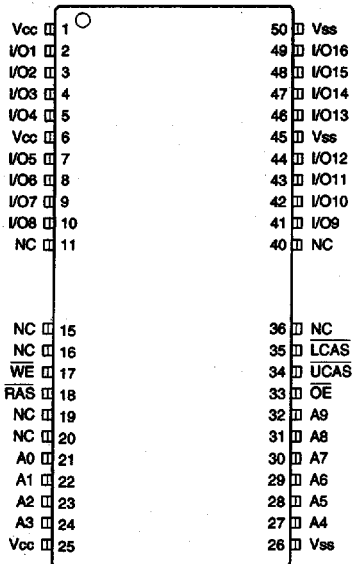 Vcc 1 50 Vss
I/O1 2 49 I/O16
I/O2 3 48 I/O15
I/O3 4 47 I/O14
I/O4 5 46 I/O13
Vcc 6 45 Vss
I/O5 7 44 I/O12
I/O6 8 43 I/O11
I/O7 9 42 I/O10
I/O8 10 41 I/O9
NC 11 40 NC
NC 15 36 NC
NC 16 35 LCAS
WE 17 34 UCAS
RAS 18 33 OE
NC 19 32 A9
NC 20 31 A8
A0 21 30 A7
A1 22 29 A6
A2 23 28 A5
A3 24 27 A4
Vcc 25 26 Vss